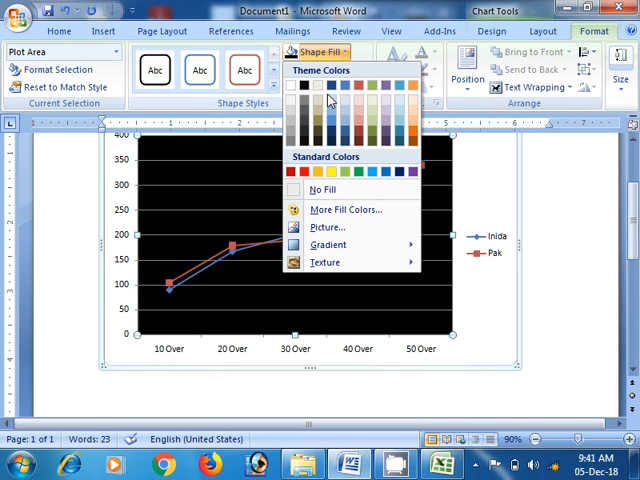 Document1 - Microsoft Word
Chart Tools
Home
Insert
Page Layout
References
Mailings
Review
View
Add-Ins
Design
Layout
Format
Plot Area
Format Selection
Reset to Match Style
Current Selection
Abc
Abc
Abc
Shape Styles
Shape Fill
Position
Bring to Front
Send to Back
Text Wrapping
Arrange
Theme Colors
Standard Colors
No Fill
More Fill Colors...
Picture...
Gradient
Texture
400
350
300
250
200
150
100
50
0
10 Over
20 Over
30 Over
40 Over
50 Over
Inida
Pak
Page: 1 of 1
Words: 23
English (United States)
90%
9:41 AM
05-Dec-18